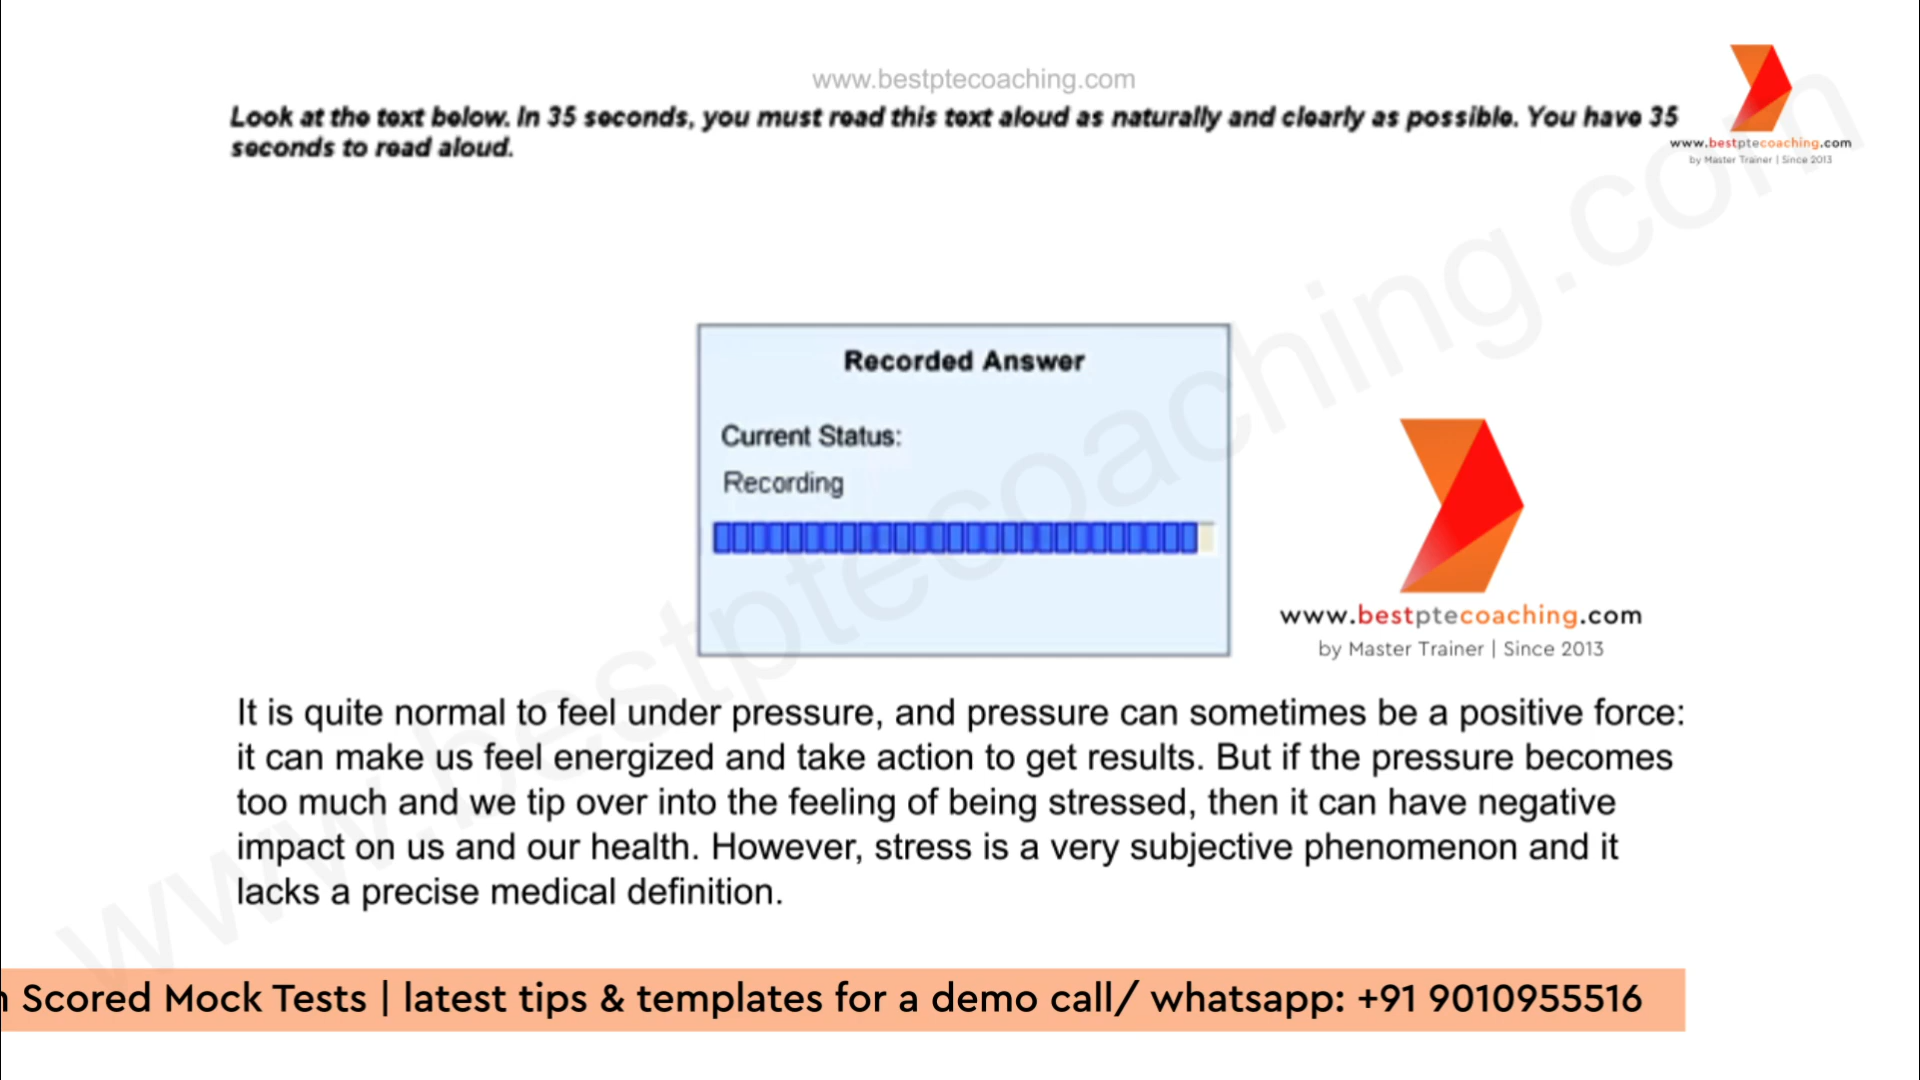 www.bestptecoaching.com
Look at the text below. In 35 seconds, you must read this text aloud as naturally and clearly as possible. You have 35
seconds to read aloud.
www.bestptecoaching.com
by Master Trainer | Since 2013
Recorded Answer
Current Status:
Recording
www.bestptecoaching.com
by Master Trainer | Since 2013
It is quite normal to feel under pressure, and pressure can sometimes be a positive force:
it can make us feel energized and take action to get results. But if the pressure becomes
too much and we tip over into the feeling of being stressed, then it can have negative
impact on us and our health. However, stress is a very subjective phenomenon and it
lacks a precise medical definition.
www.bestptecoaching.com
Scored Mock Tests | latest tips & templates for a demo call/ whatsapp: +91 9010955516